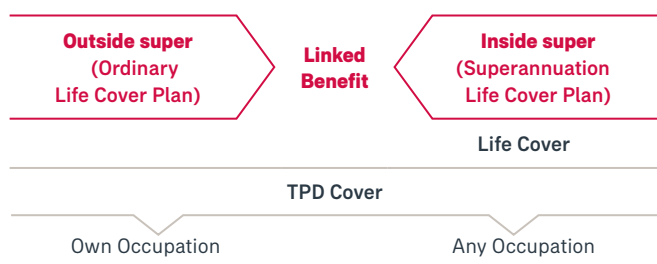 Outside super
(Ordinary
Life Cover Plan)
Linked
Benefit
Inside super
(Superannuation
Life Cover Plan)
Life Cover
TPD Cover
Own Occupation
Any Occupation